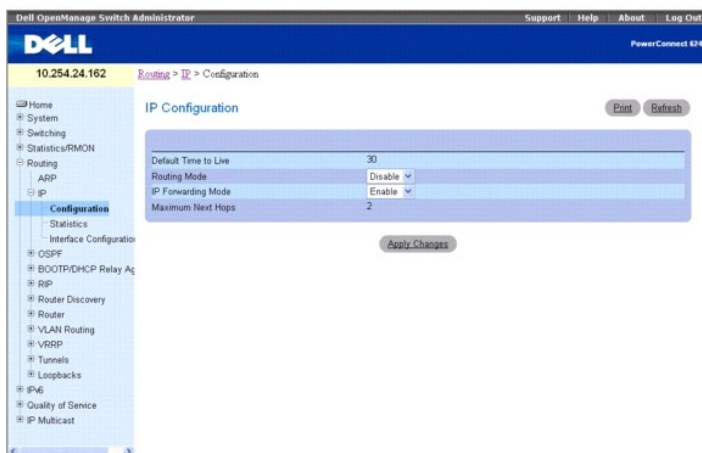 Dell OpenManage Switch Administrator
Support Help About Log Out
DELL
PowerConnect 624
10.254.24.162
Routing > IP > Configuration
Home
System
Switching
Statistics/RMON
Routing
ARP
IP
Configuration
Statistics
Interface Configuration
OSPF
BOOTP/DHCP Relay Ag
RIP
Router Discovery
Router
VLAN Routing
VRRP
Tunnels
Loopbacks
IPv6
Quality of Service
IP Multicast
IP Configuration
Print Refresh
Default Time to Live 30
Routing Mode Disable
IP Forwarding Mode Enable
Maximum Next Hops 2
Apply Changes